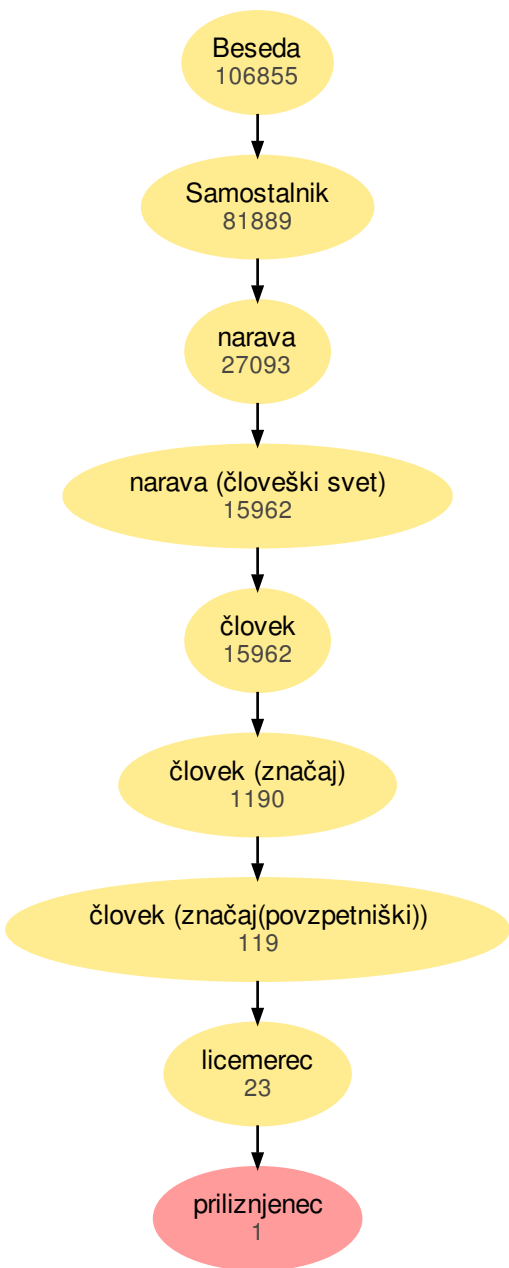 Beseda
106855
Samostalnik
81889
narava
27093
narava (človeški svet)
15962
človek
15962
človek (značaj)
1190
človek (značaj(povzpetniški))
119
licemerec
23
priliznjenec
1